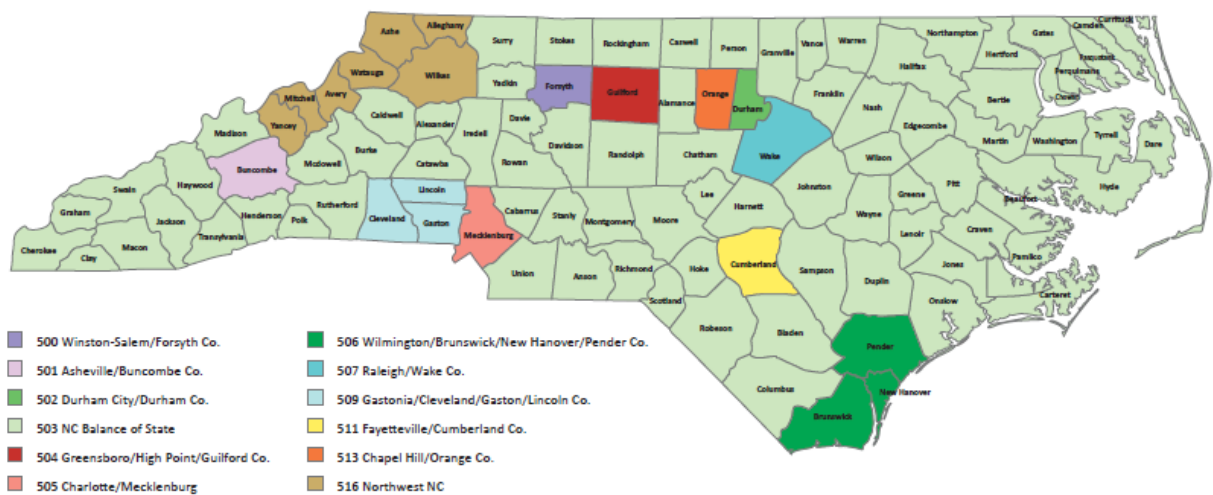 Ashe
Alleghany
Surry
Stokes
Rockingham
Caswell
Person
Granville
Vance
Warren
Northampton
Gates
Camden
Currituck
Hertford
Pasquotank
Perquimans
Halifax
Watauga
Wilkes
Yadkin
Forsyth
Guilford
Alamance
Orange
Durham
Franklin
Nash
Bertie
Mitchell
Avery
Yancey
Caldwell
Alexander
Iredell
Davie
Edgecombe
Martin
Washington
Tyrrell
Dare
Madison
Buncombe
Mcdowell
Burke
Catawba
Rowan
Davidson
Randolph
Chatham
Wake
Wilson
Haywood
Swain
Graham
Jackson
Henderson
Transylvania
Polk
Rutherford
Cleveland
Lincoln
Gaston
Mecklenburg
Cabarrus
Stanly
Montgomery
Moore
Lee
Harnett
Johnston
Wayne
Greene
Pitt
Beaufort
Hyde
Cherokee
Clay
Macon
Union
Anson
Richmond
Scotland
Hoke
Cumberland
Sampson
Duplin
Lenoir
Craven
Pamlico
Jones
Onslow
Carteret
Robeson
Bladen
Pender
Columbus
Brunswick
New Hanover
500 Winston-Salem/Forsyth Co.
501 Asheville/Buncombe Co.
502 Durham City/Durham Co.
503 NC Balance of State
504 Greensboro/High Point/Guilford Co.
505 Charlotte/Mecklenburg
506 Wilmington/Brunswick/New Hanover/Pender Co.
507 Raleigh/Wake Co.
509 Gastonia/Cleveland/Gaston/Lincoln Co.
511 Fayetteville/Cumberland Co.
513 Chapel Hill/Orange Co.
516 Northwest NC